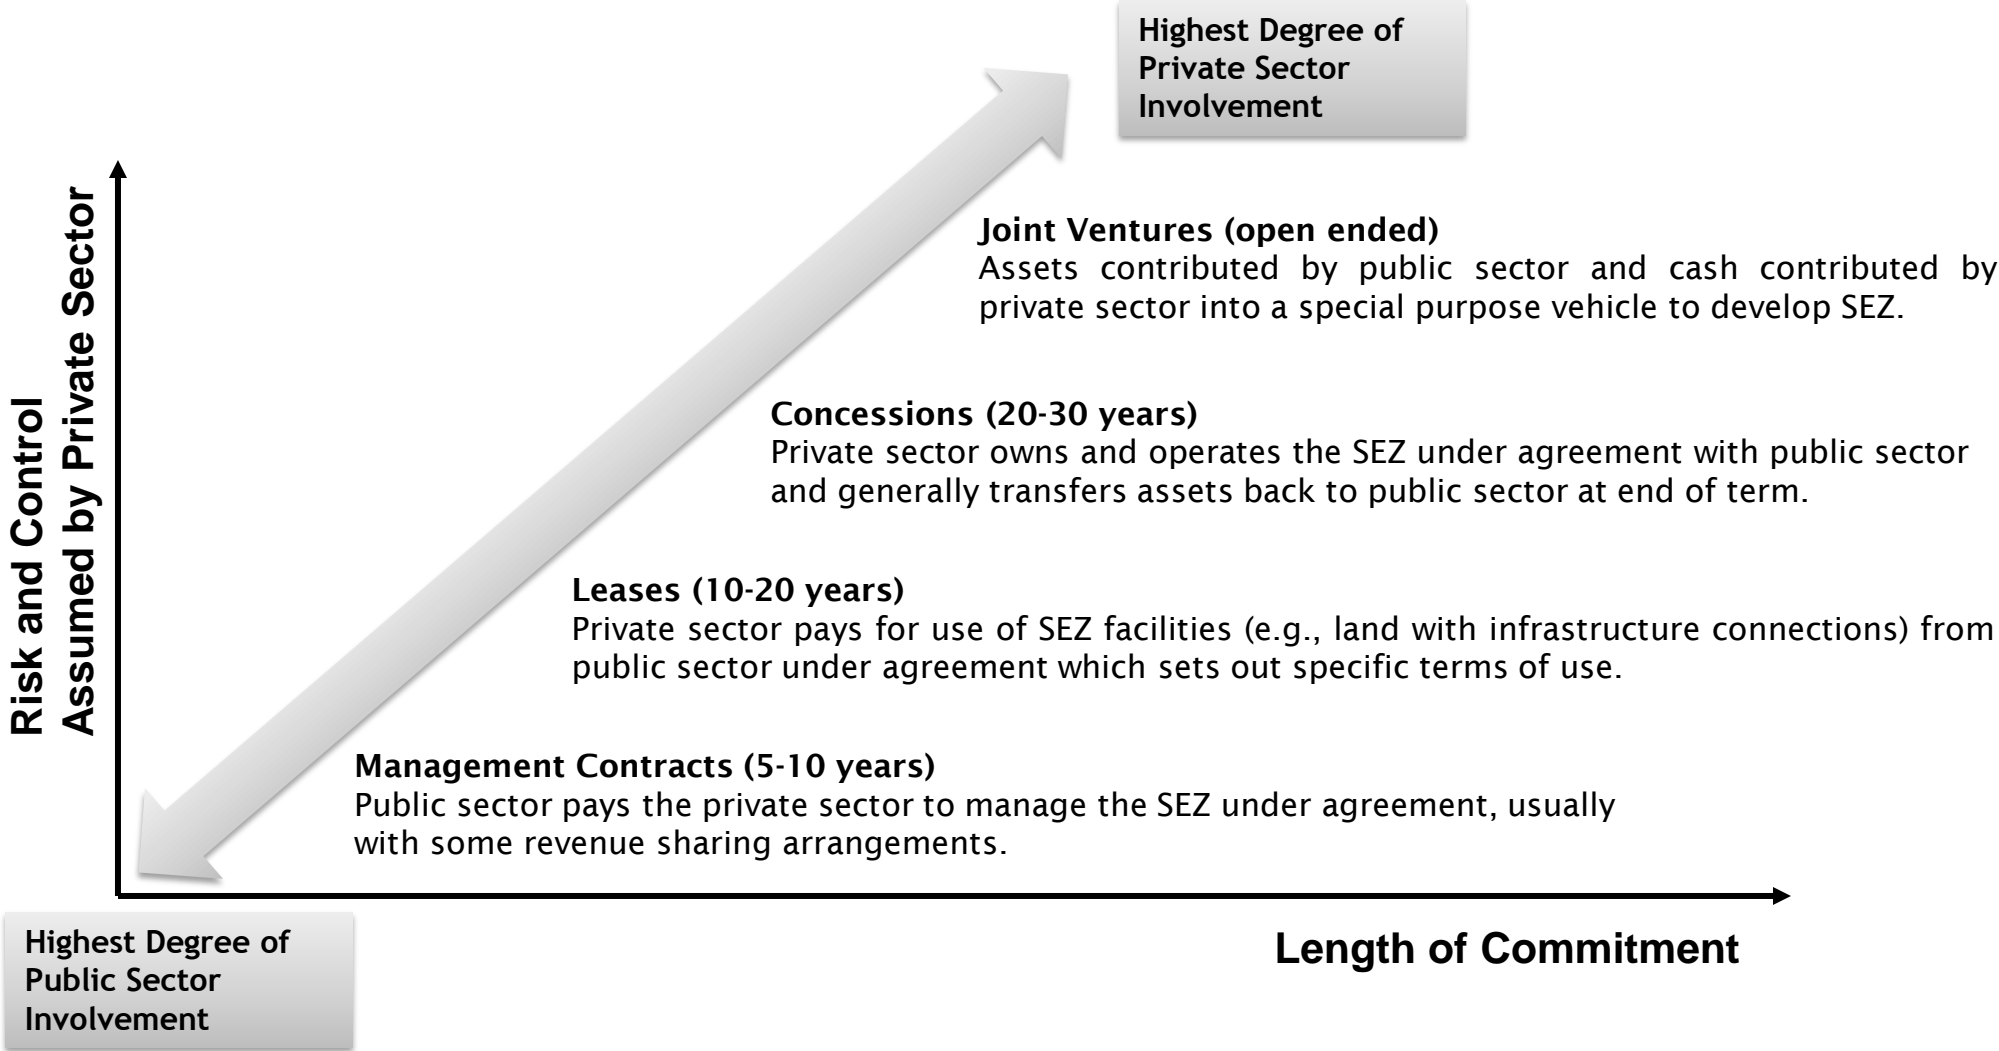 Highest Degree of
Private Sector
Involvement
Risk and Control
Assumed by Private Sector
Joint Ventures (open ended)
Assets contributed by public sector and cash contributed by
private sector into a special purpose vehicle to develop SEZ.
Concessions (20-30 years)
Private sector owns and operates the SEZ under agreement with public sector
and generally transfers assets back to public sector at end of term.
Leases (10-20 years)
Private sector pays for use of SEZ facilities (e.g., land with infrastructure connections) from
public sector under agreement which sets out specific terms of use.
Management Contracts (5-10 years)
Public sector pays the private sector to manage the SEZ under agreement, usually
with some revenue sharing arrangements.
Highest Degree of
Public Sector
Involvement
Length of Commitment